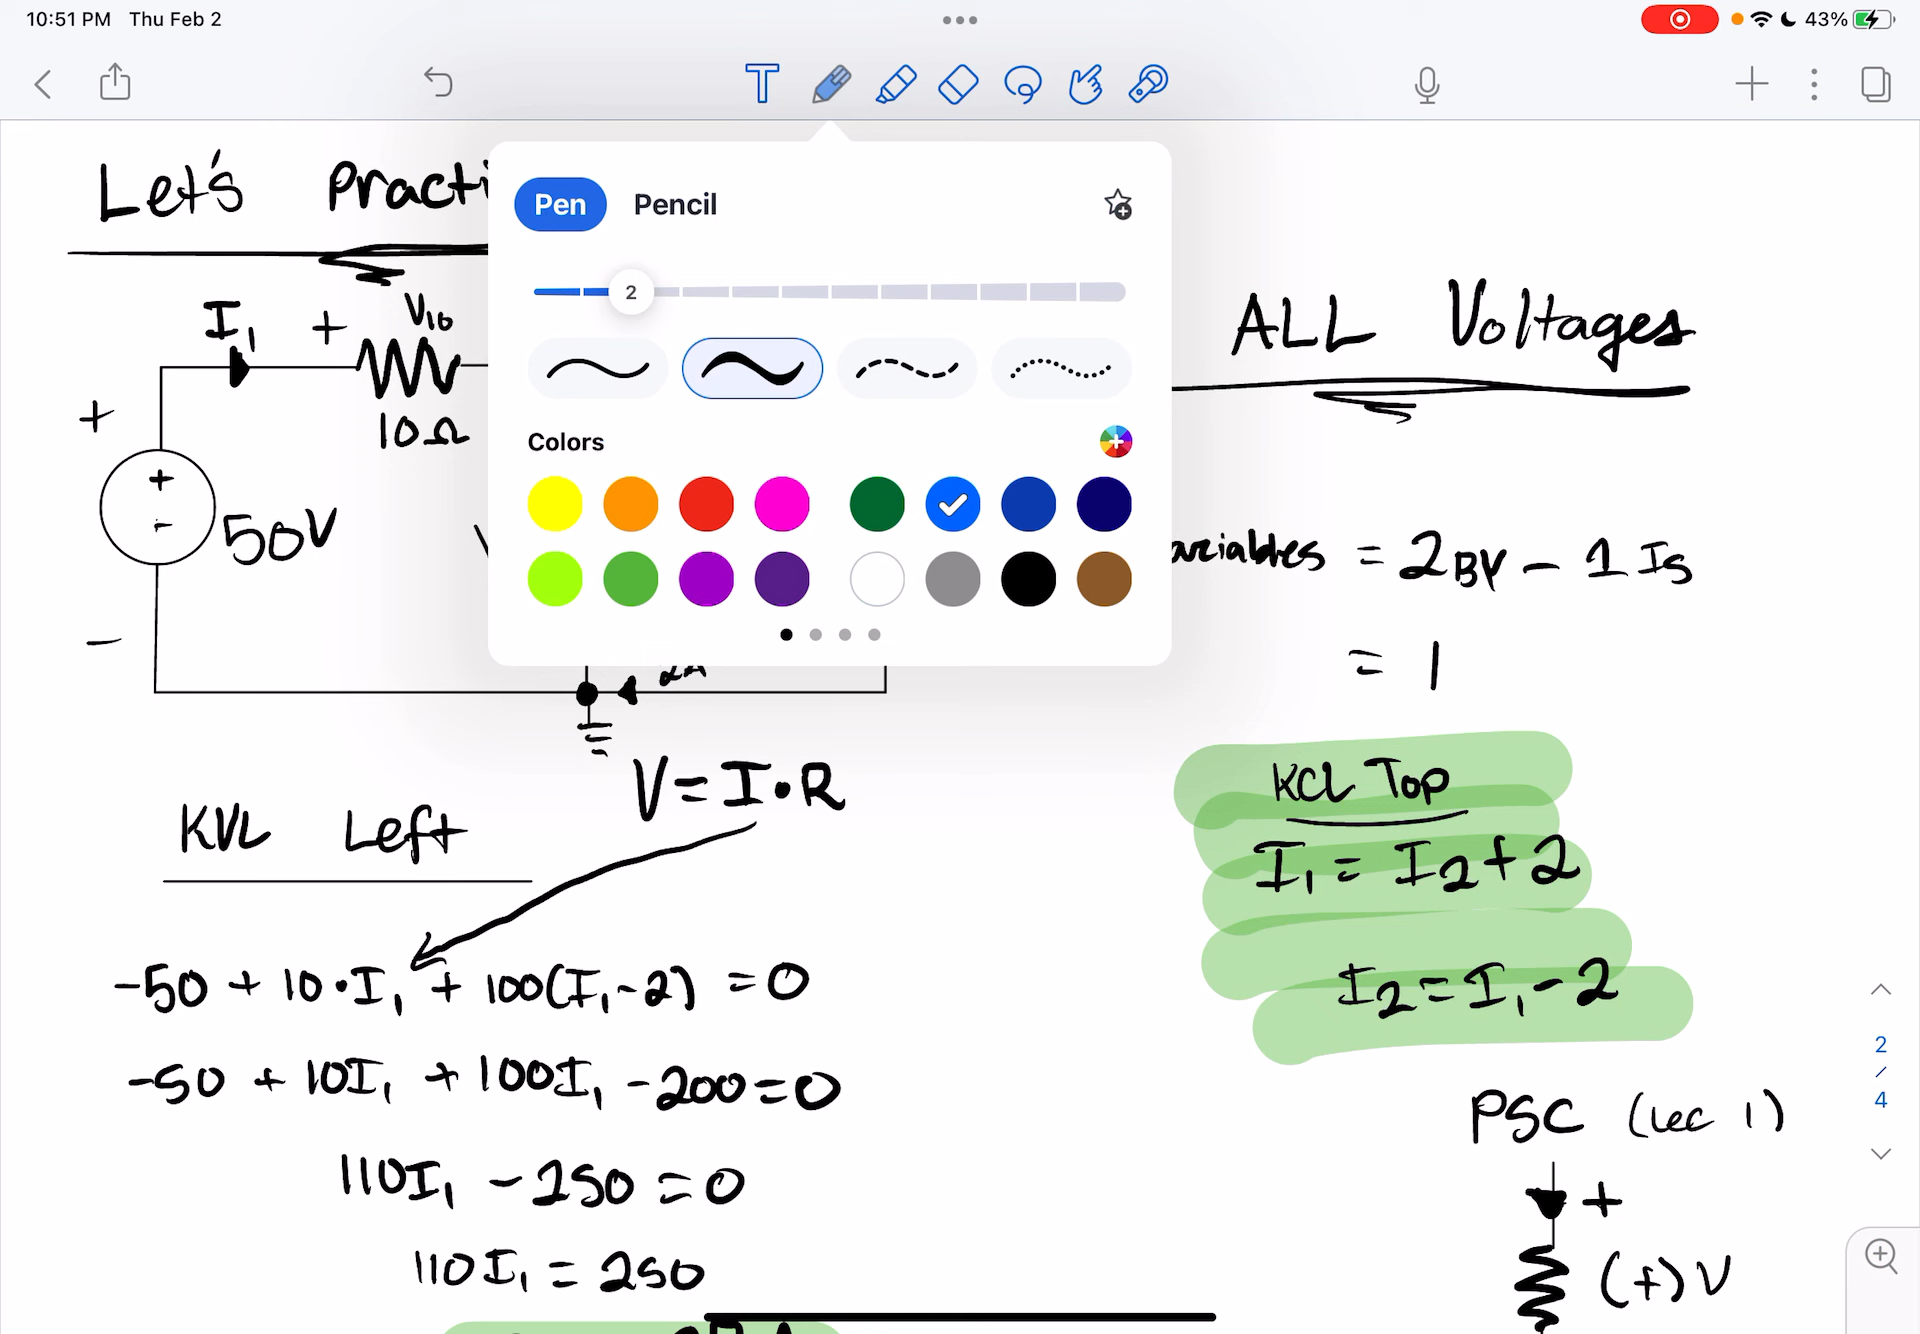 10:51 PM Thu Feb 2
43%
T
Let's Practi
Pen Pencil
2
Colors
ALL Voltages
I1 + V10
10Ω
+
+
-
50V
-
ariables = 2BV - 1 IS
= 1
2A
V = I • R
KVL Left
-50 + 10 • I1 + 100(I1-2) = 0
-50 + 10I1 + 100I1 - 200 = 0
110I1 - 250 = 0
110I1 = 250
KCL Top
I1 = I2 + 2
I2 = I1 - 2
2
/
4
PSC (Lec 1)
+
(+) V